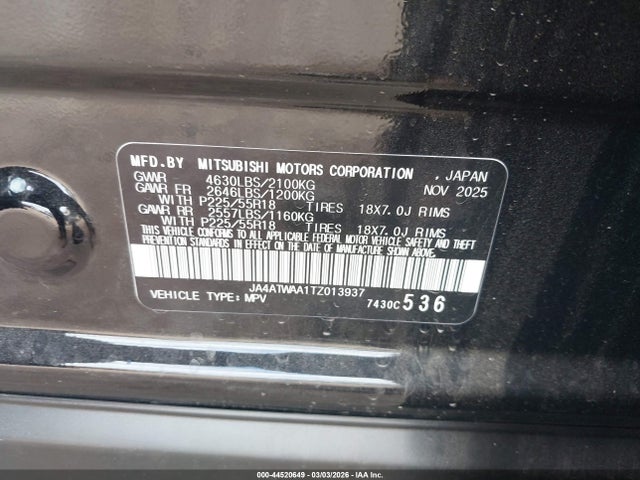 MFD.BY MITSUBISHI MOTORS CORPORATION , JAPAN
GWWR 4630LBS/2100KG NOV 2025
GAWR FR 2646LBS/1200KG
WITH P225/55R18 TIRES 18X7.0J RIMS
GAWR RR 2557LBS/1160KG
WITH P225/55R18 TIRES 18X7.0J RIMS
THIS VEHICLE CONFORMS TO ALL APPLICABLE FEDERAL MOTOR VEHICLE SAFETY AND THEFT
PREVENTION STANDARDS IN EFFECT ON THE DATE OF MANUFACTURE SHOWN ABOVE.
JA4ATWAA1TZ013937
VEHICLE TYPE: MPV 7430C 536
000-44520649 - 03/03/2026 - IAA Inc.